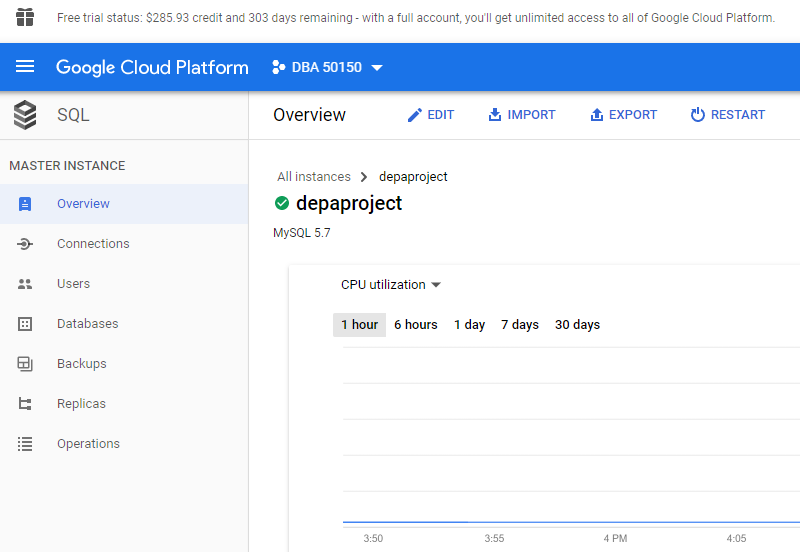 Free trial status: $285.93 credit and 303 days remaining - with a full account, you'll get unlimited access to all of Google Cloud Platform.
Google Cloud Platform DBA 50150
SQL Overview EDIT IMPORT EXPORT RESTART
MASTER INSTANCE
Overview
Connections
Users
Databases
Backups
Replicas
Operations
All instances depaproject
depaproject
MySQL 5.7
CPU utilization
1 hour 6 hours 1 day 7 days 30 days
3:50 3:55 4 PM 4:05